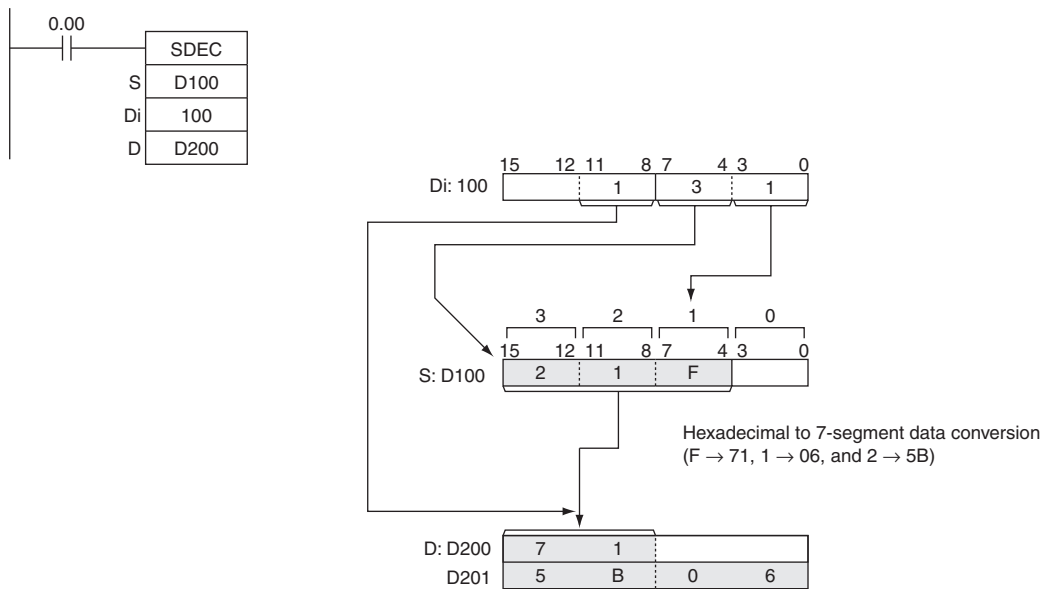 0.00
SDEC
S D100
Di 100
D D200
15 12 11 8 7 4 3 0
Di: 100 1 3 1
3 2 1 0
15 12 11 8 7 4 3 0
S: D100 2 1 F
Hexadecimal to 7-segment data conversion
(F → 71, 1 → 06, and 2 → 5B)
D: D200 7 1
D201 5 B 0 6